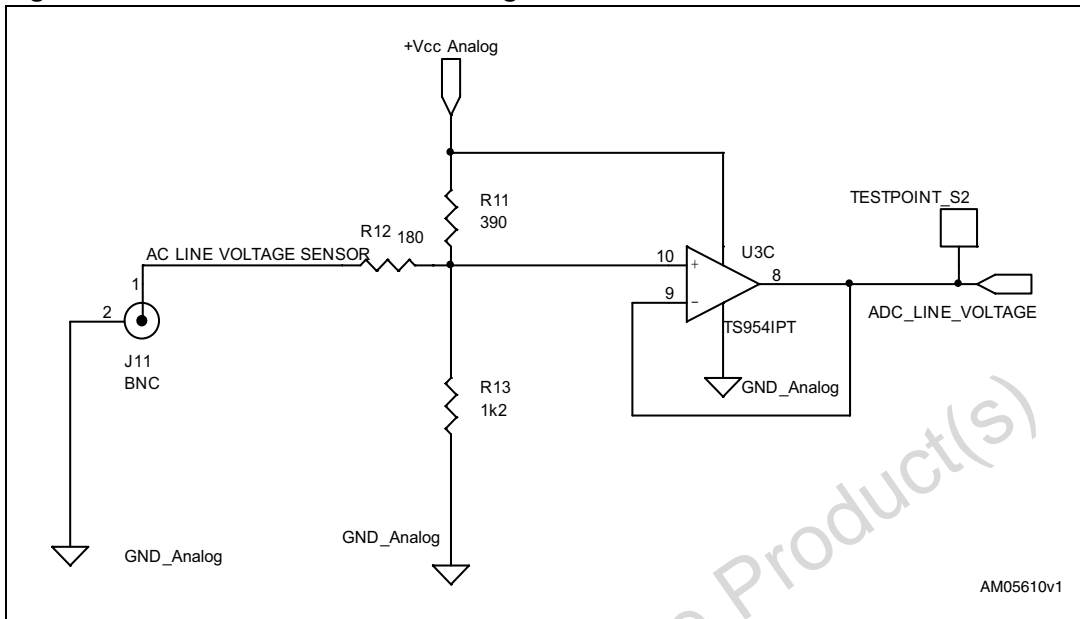 +Vcc Analog
R11
390
R12 180
AC LINE VOLTAGE SENSOR
1
2
J11
BNC
R13
1k2
GND_Analog
GND_Analog
10
+
9
-
U3C
8
TS954IPT
GND_Analog
TESTPOINT_S2
ADC_LINE_VOLTAGE
Product(s)
AM05610v1